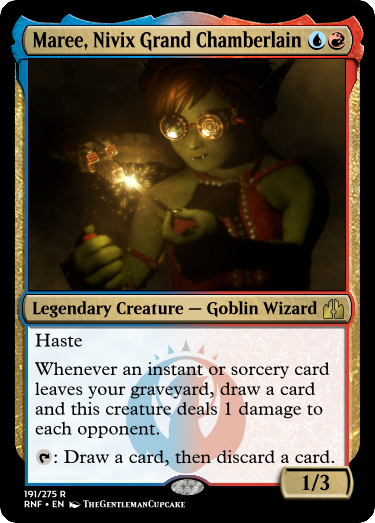 Maree, Nivix Grand Chamberlain
Legendary Creature — Goblin Wizard
Haste
Whenever an instant or sorcery card
leaves your graveyard, draw a card
and this creature deals 1 damage to
each opponent.
: Draw a card, then discard a card.
1/3
191/275 R
RNF • EN TheGentlemanCupcake